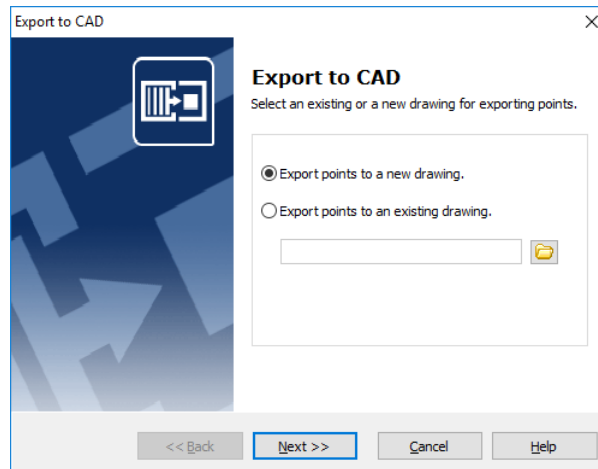 Export to CAD
Export to CAD
Select an existing or a new drawing for exporting points.
Export points to a new drawing.
Export points to an existing drawing.
<< Back
Next >>
Cancel
Help